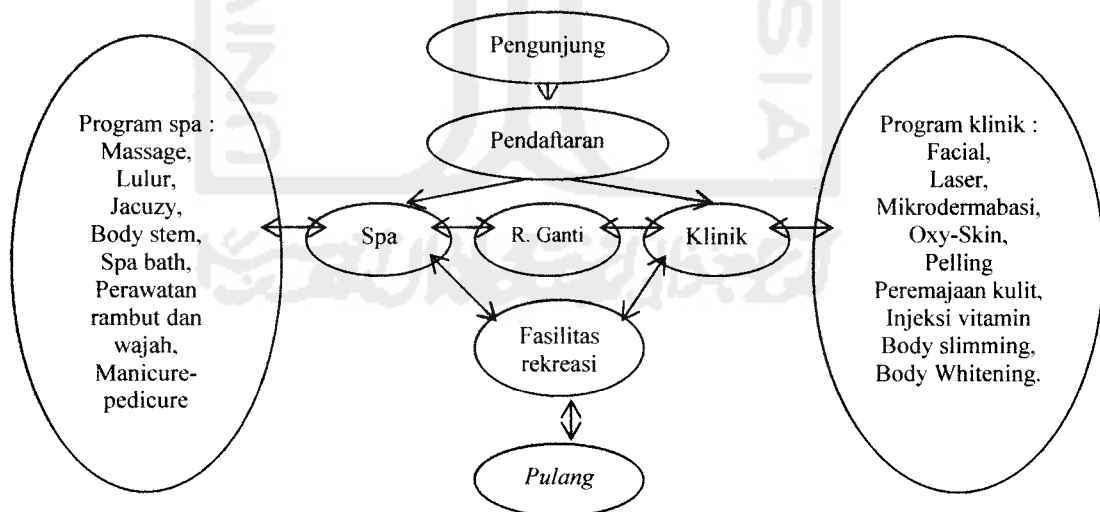 Pengunjung
Pendaftaran
Program spa :
Massage,
Lulur,
Jacuzy,
Body stem,
Spa bath,
Perawatan
rambut dan
wajah,
Manicure-
pedicure
Spa
R. Ganti
Klinik
Program klinik :
Facial,
Laser,
Mikrodermabasi,
Oxy-Skin,
Pelling
Peremajaan kulit,
Injeksi vitamin
Body slimming,
Body Whitening.
Fasilitas
rekreasi
Pulang